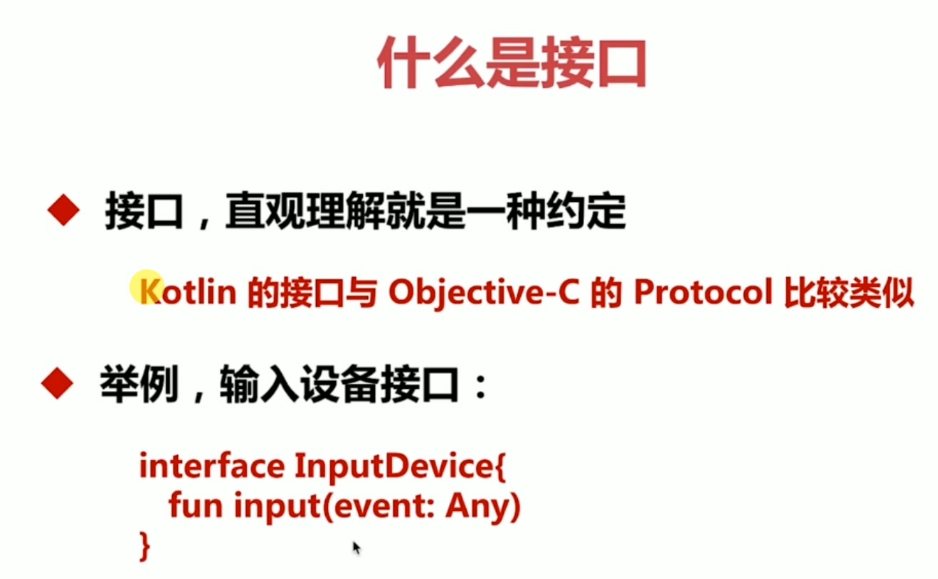 什么是接口
接口，直观理解就是一种约定
Kotlin 的接口与 Objective-C 的 Protocol 比较类似
举例，输入设备接口：
interface InputDevice{
fun input(event: Any)
}